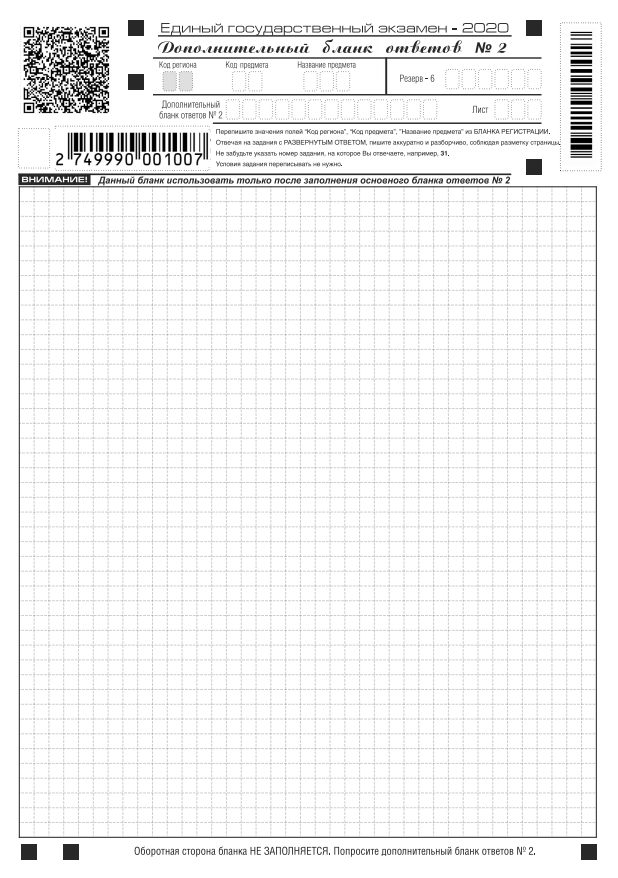 Единый государственный экзамен - 2020
Дополнительный бланк ответов № 2
Код региона Код предмета Название предмета
Резерв - 6
Дополнительный
бланк ответов № 2
Лист
Перепишите значения полей "Код региона", "Код предмета", "Название предмета" из БЛАНКА РЕГИСТРАЦИИ.
Отвечая на задания с РАЗВЕРНУТЫМ ОТВЕТОМ, пишите аккуратно и разборчиво, соблюдая разметку страницы.
Не забудьте указать номер задания, на которое Вы отвечаете, например, 31.
Условия задания переписывать не нужно.
2 749990 001007
ВНИМАНИЕ! Данный бланк использовать только после заполнения основного бланка ответов № 2
Оборотная сторона бланка НЕ ЗАПОЛНЯЕТСЯ. Попросите дополнительный бланк ответов № 2.